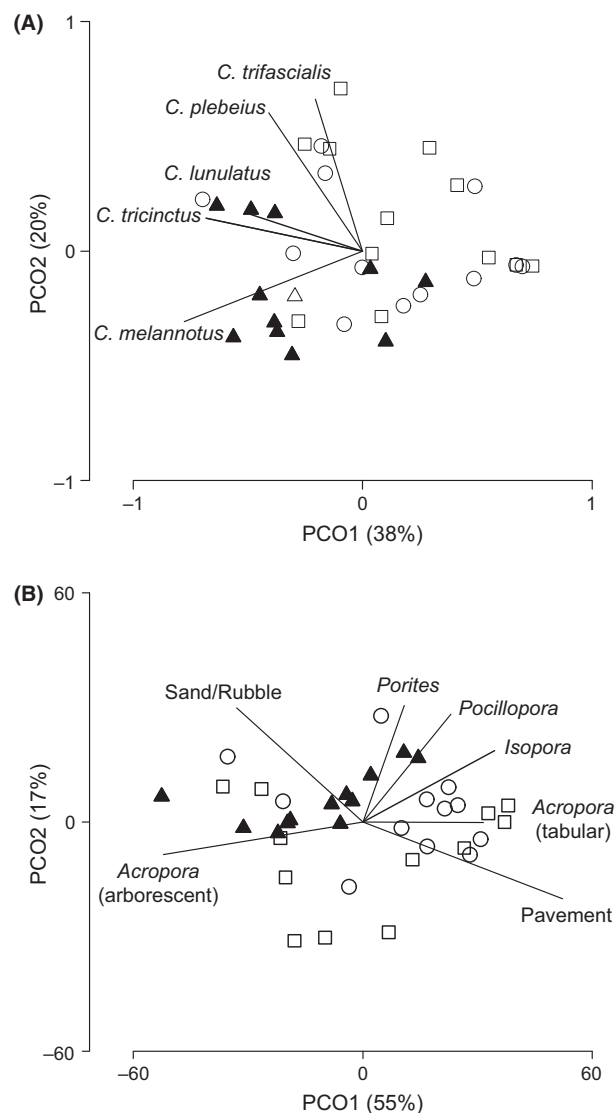 (A)
1
C. trifascialis
C. plebeius
C. lunulatus
C. tricinctus
C. melannotus
PCO2 (20%)
0
–1
–1
0
1
PCO1 (38%)
(B)
60
Sand/Rubble
Porites
Pocillopora
Isopora
Acropora
(tabular)
Acropora
(arborescent)
Pavement
PCO2 (17%)
0
–60
–60
0
60
PCO1 (55%)